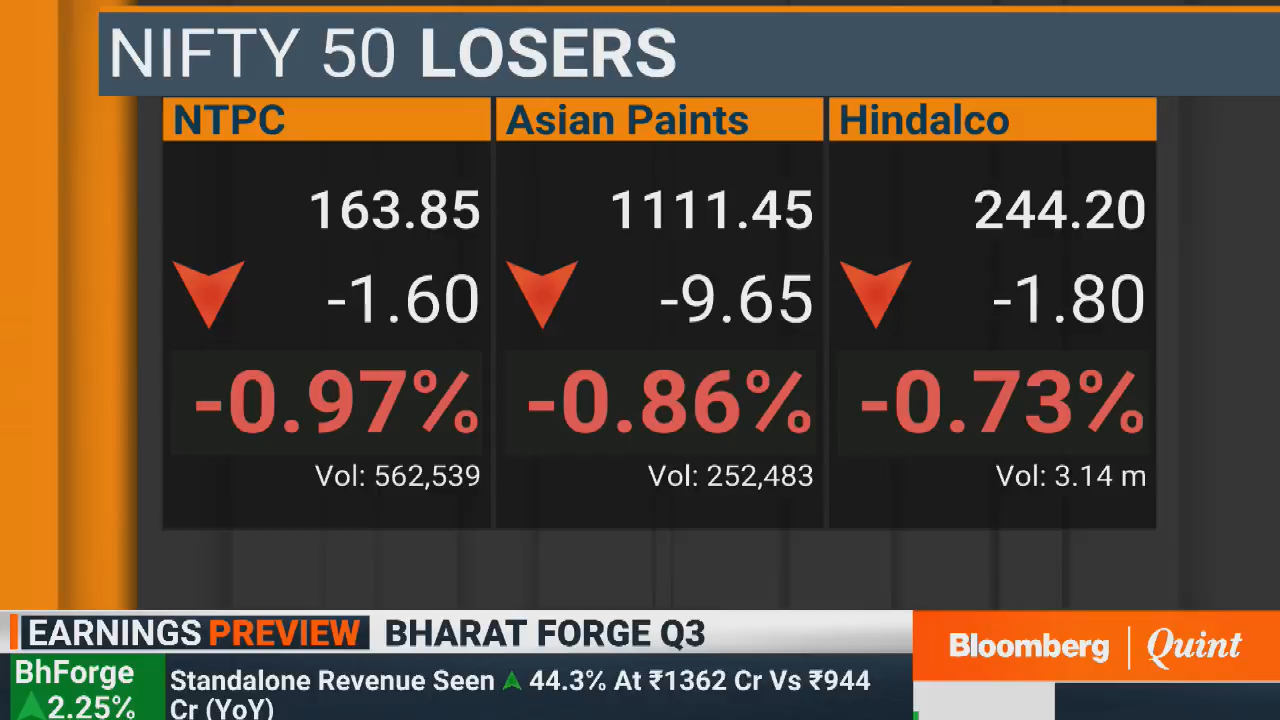 NIFTY 50 LOSERS
NTPC
163.85
-1.60
-0.97%
Vol: 562,539
Asian Paints
1111.45
-9.65
-0.86%
Vol: 252,483
Hindalco
244.20
-1.80
-0.73%
Vol: 3.14 m
EARNINGS PREVIEW BHARAT FORGE Q3
BhForge
2.25%
Standalone Revenue Seen ▲ 44.3% At ₹1362 Cr Vs ₹944
Cr (YoY)
Bloomberg | Quint